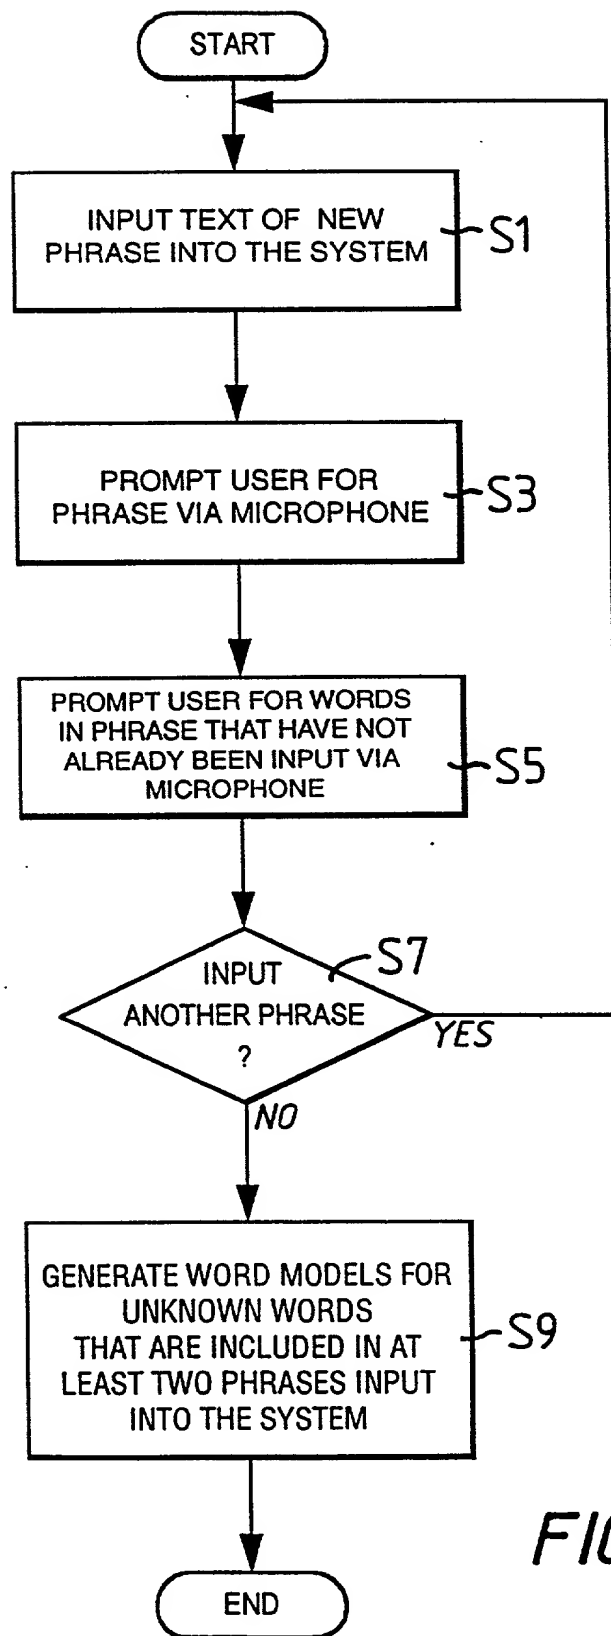 START
INPUT TEXT OF NEW
PHRASE INTO THE SYSTEM
S1
PROMPT USER FOR
PHRASE VIA MICROPHONE
S3
PROMPT USER FOR WORDS
IN PHRASE THAT HAVE NOT
ALREADY BEEN INPUT VIA
MICROPHONE
S5
S7
INPUT
ANOTHER PHRASE
?
YES
NO
GENERATE WORD MODELS FOR
UNKNOWN WORDS
THAT ARE INCLUDED IN AT
LEAST TWO PHRASES INPUT
INTO THE SYSTEM
S9
END